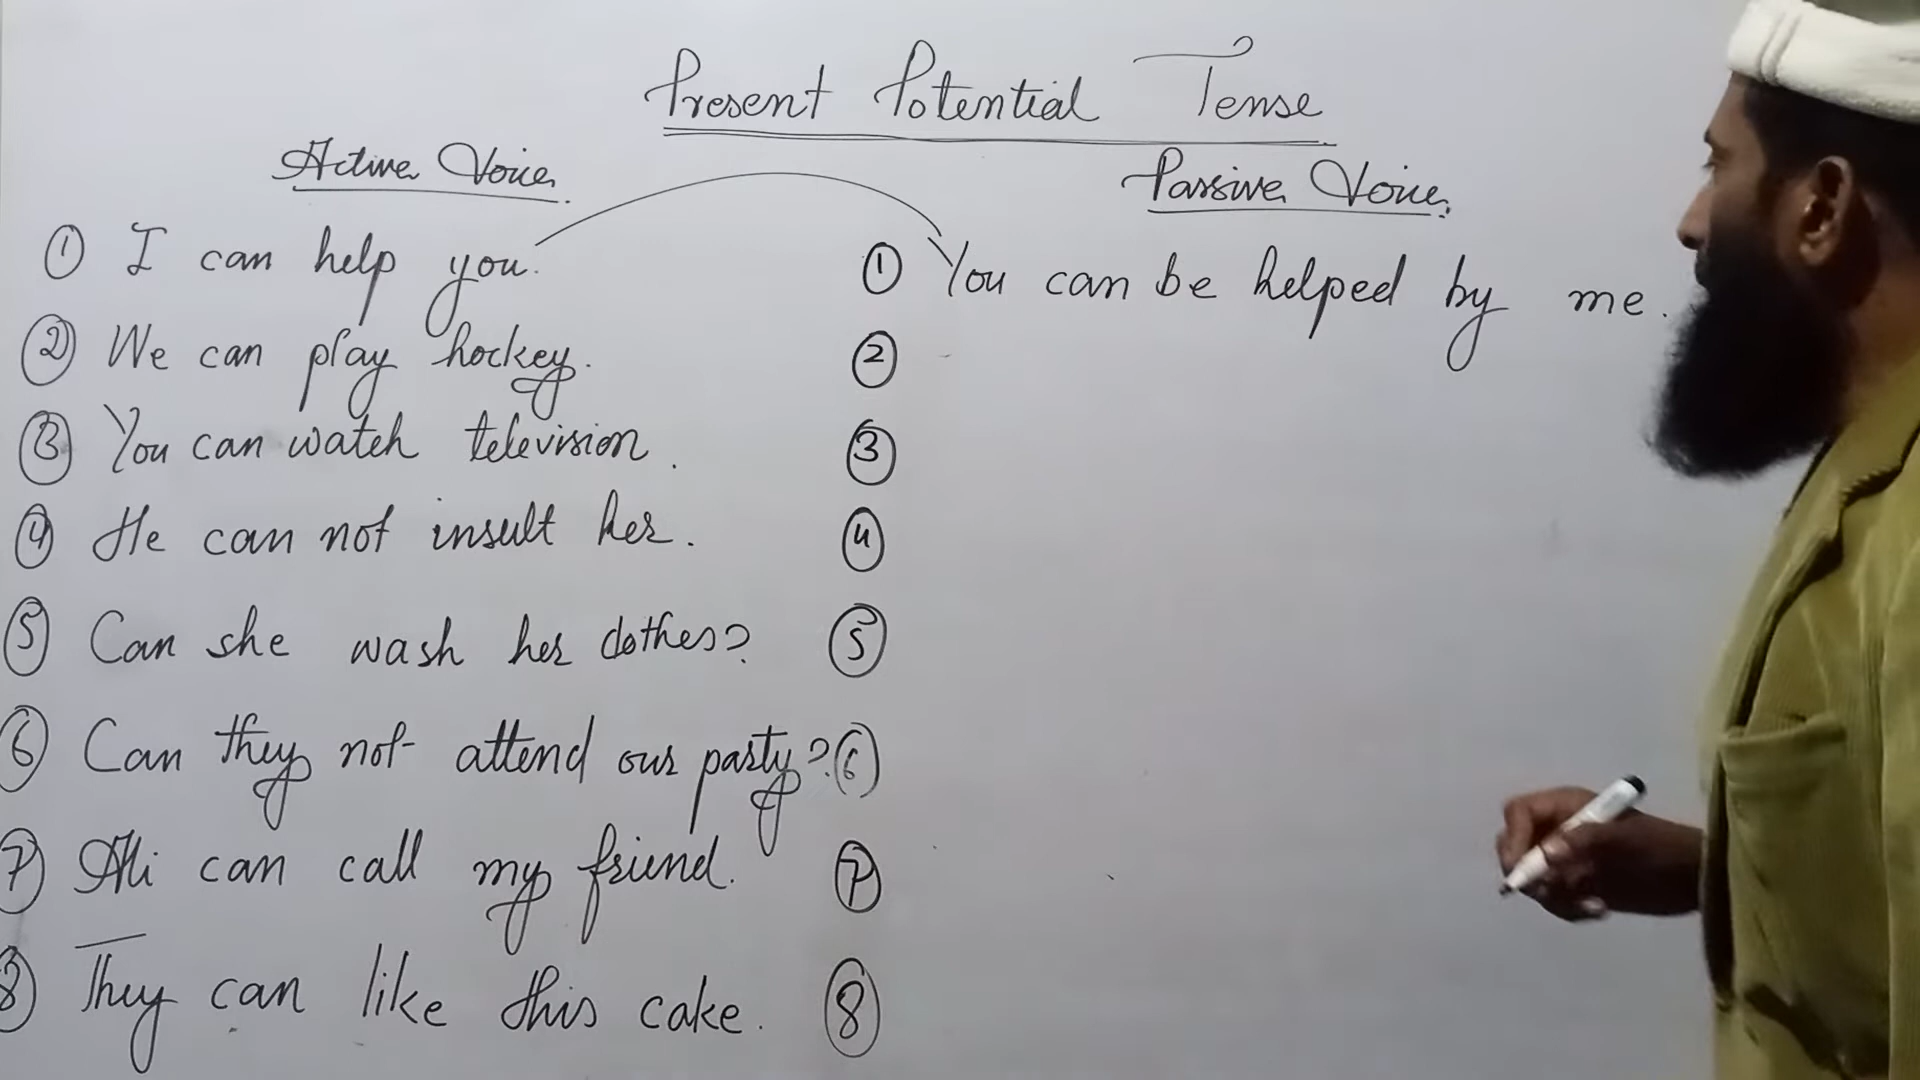 Present Potential Tense
Active Voice
Passive Voice
① I can help you.
① You can be helped by me.
② We can play hockey.
②
③ You can watch television.
③
④ He can not insult her.
④
⑤ Can she wash her clothes?
⑤
⑥ Can they not attend our party?
⑥
⑦ Ali can call my friend.
⑦
⑧ They can like this cake.
⑧